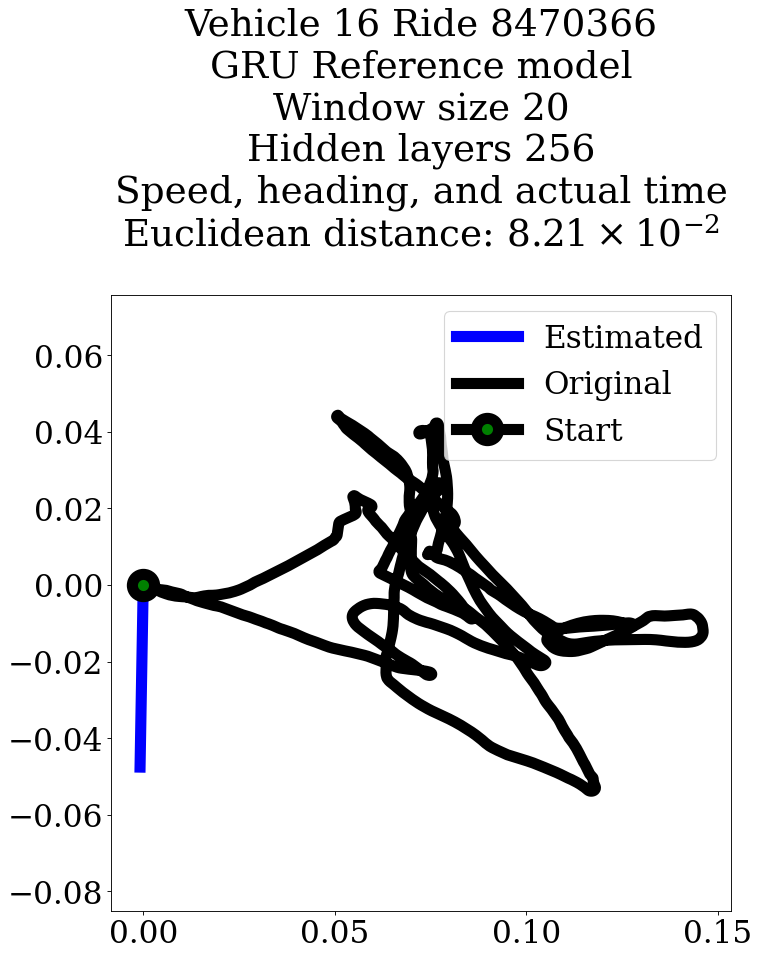 Vehicle 16 Ride 8470366
GRU Reference model
Window size 20
Hidden layers 256
Speed, heading, and actual time
Euclidean distance: 8.21 × 10⁻²
Estimated
Original
Start
0.06
0.04
0.02
0.00
−0.02
−0.04
−0.06
−0.08
0.00 0.05 0.10 0.15